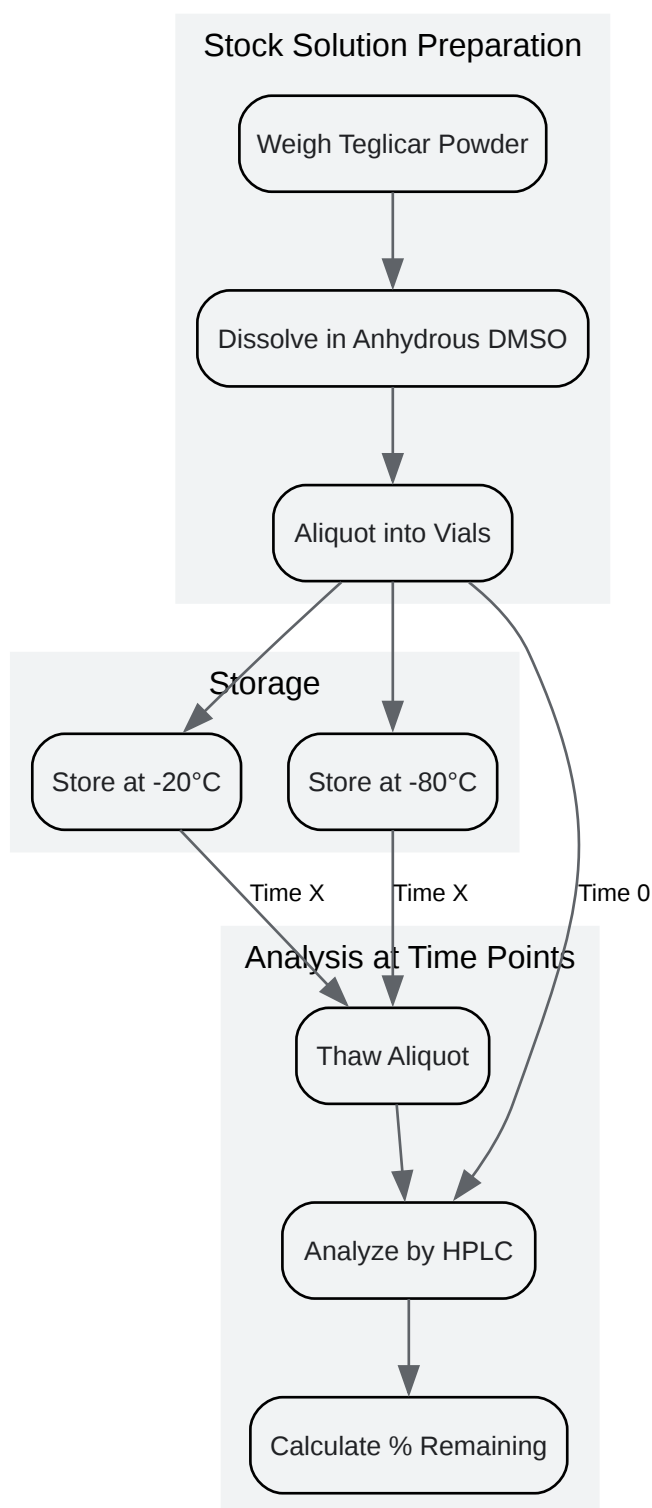 Stock Solution Preparation
Weigh Teglicar Powder
Dissolve in Anhydrous DMSO
Aliquot into Vials
Storage
Store at -20°C
Store at -80°C
Time X
Time X
Time 0
Analysis at Time Points
Thaw Aliquot
Analyze by HPLC
Calculate % Remaining